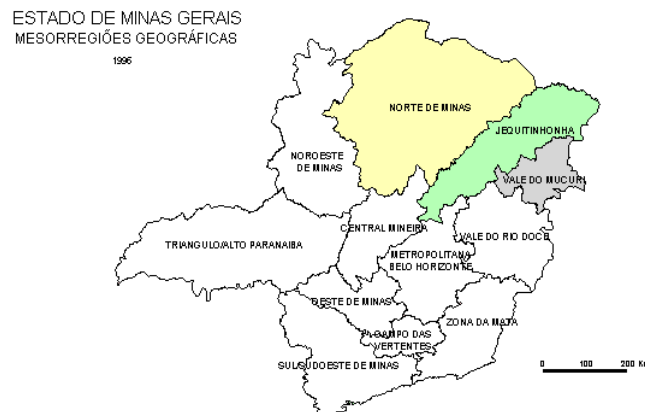 ESTADO DE MINAS GERAIS
MESORREGIÕES GEOGRÁFICAS
1996
NORTE DE MINAS
JEQUITINHONHA
NOROESTE
DE MINAS
VALE DO MUCURI
CENTRAL MINEIRA
VALE DO RIO DOCE
TRIANGULO/ALTO PARANAIBA
METROPOLITANA
BELO HORIZONTE
OESTE DE MINAS
ZONA DA MATA
CAMPO DAS
VERTENTES
SUL/SUDOESTE DE MINAS
0 100 200 Km